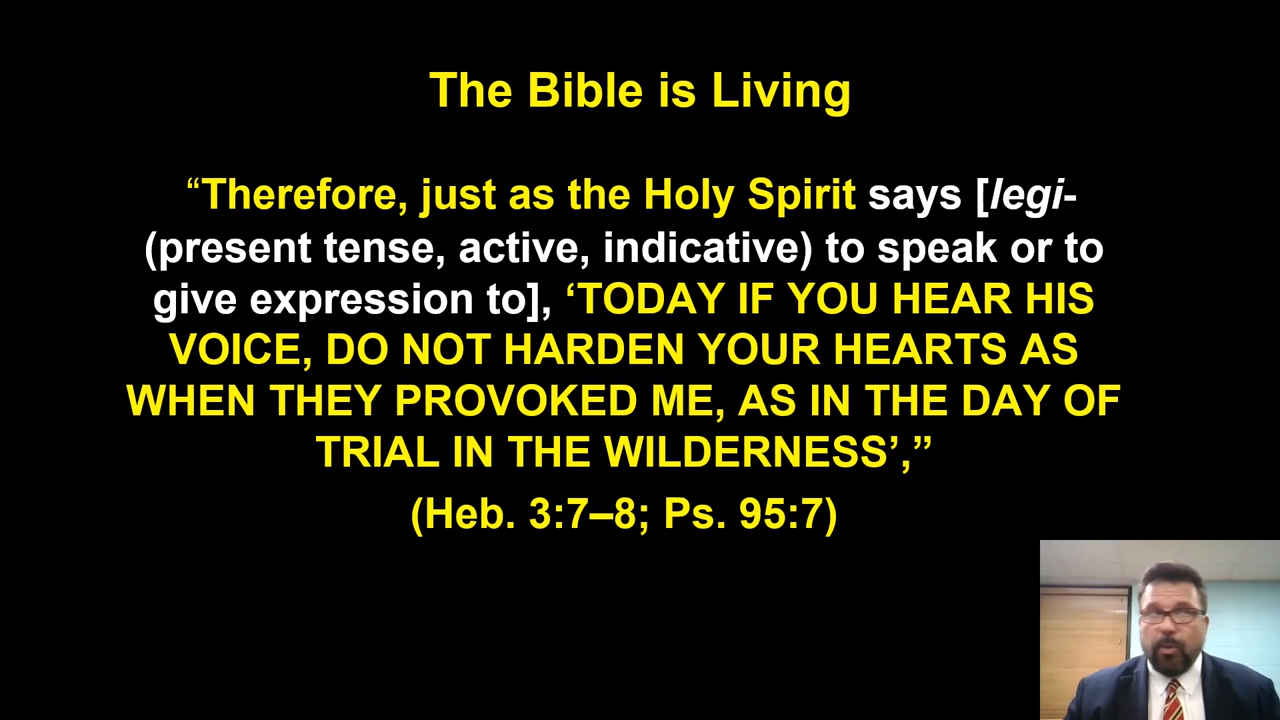 The Bible is Living
“Therefore, just as the Holy Spirit says [legi-
(present tense, active, indicative) to speak or to
give expression to], ‘TODAY IF YOU HEAR HIS
VOICE, DO NOT HARDEN YOUR HEARTS AS
WHEN THEY PROVOKED ME, AS IN THE DAY OF
TRIAL IN THE WILDERNESS’,”
(Heb. 3:7–8; Ps. 95:7)